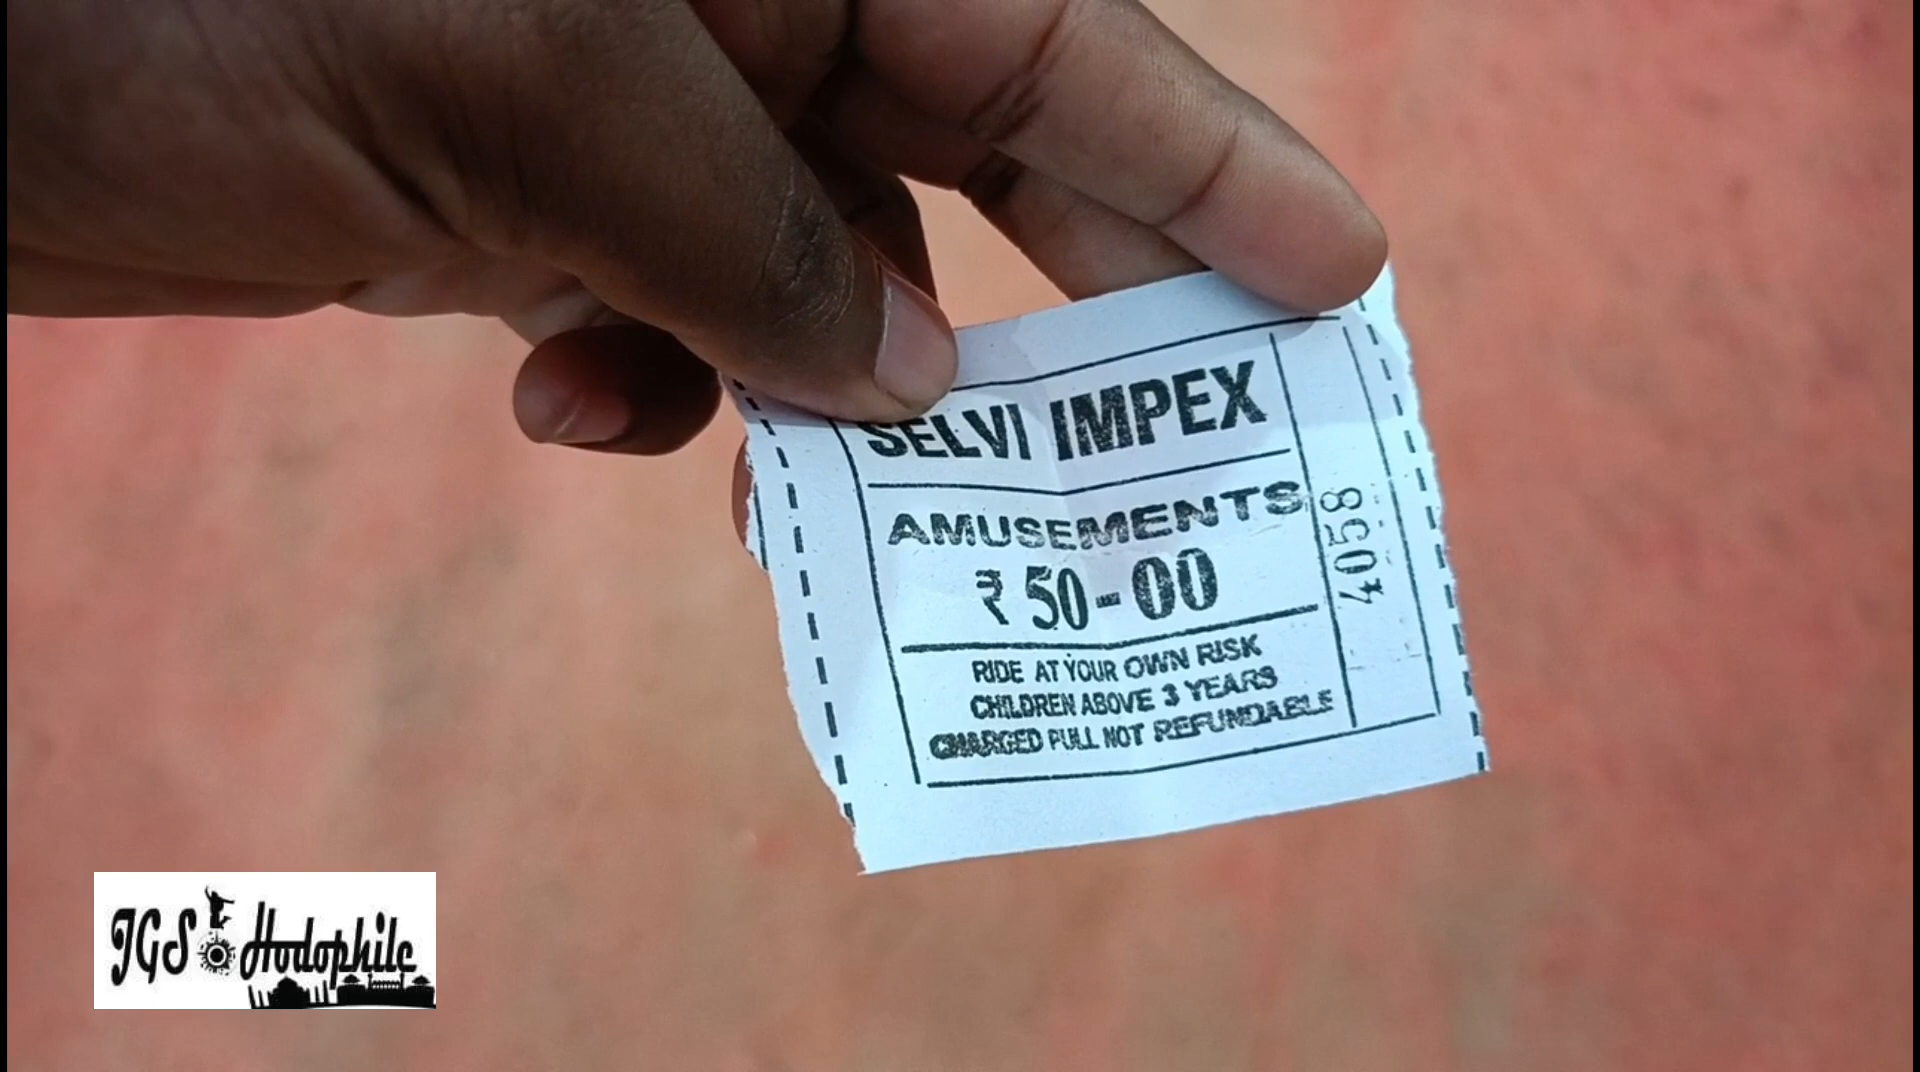 SELVI IMPEX
AMUSEMENTS
₹ 50-00
RIDE AT YOUR OWN RISK
CHILDREN ABOVE 3 YEARS
CHARGED FULL NOT REFUNDABLE
4058
JGS Hodophile